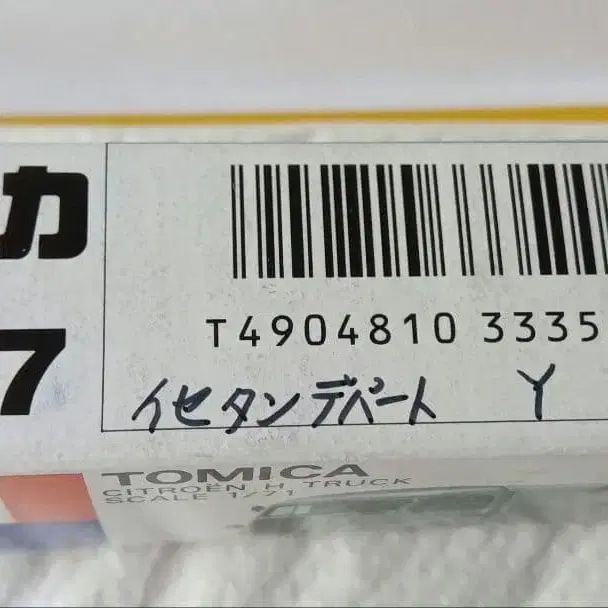 カ
7
T4904810 3335
イセタンデパート Y
TOMICA
CITROËN H TRUCK
SCALE 1/71